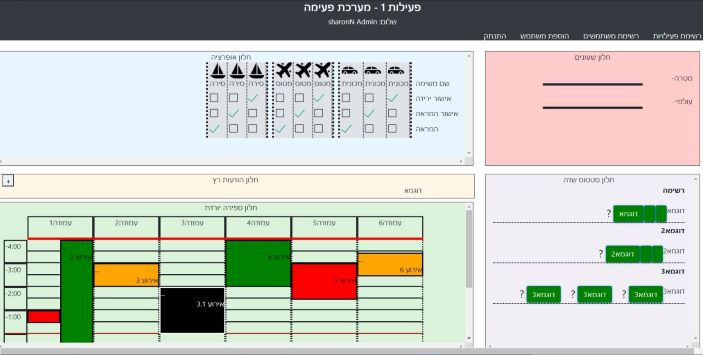 פעילות 1 - מערכת פעימה
שלום: sharonN Admin
רשימת פעילויות רשימת משתמשים הוספת משתמש התנתק
חלון שעונים
מטרה-
עולמי-
חלון אופרציה
שם משימה
מכונית מכונית מכונית מטוס מטוס מטוס סירה סירה סירה
אישור ירידה
אישור המראה
המראה
חלון הודעות רץ
+
דוגמא
חלון סטטוס שדה
רשימה
דוגמא דוגמא ?
דוגמא2
דוגמא2 דוגמא2 ?
דוגמא3
דוגמא3 דוגמא3 ? דוגמא3 ? דוגמא3 ?
חלון ספירה יורדת
עמודה1 עמודה2 עמודה3 עמודה4 עמודה5 עמודה6
-4:00
-3:00
-2:00
-1:00
אירוע 2
אירוע 3
אירוע 3.1
אירוע 4
אירוע 6